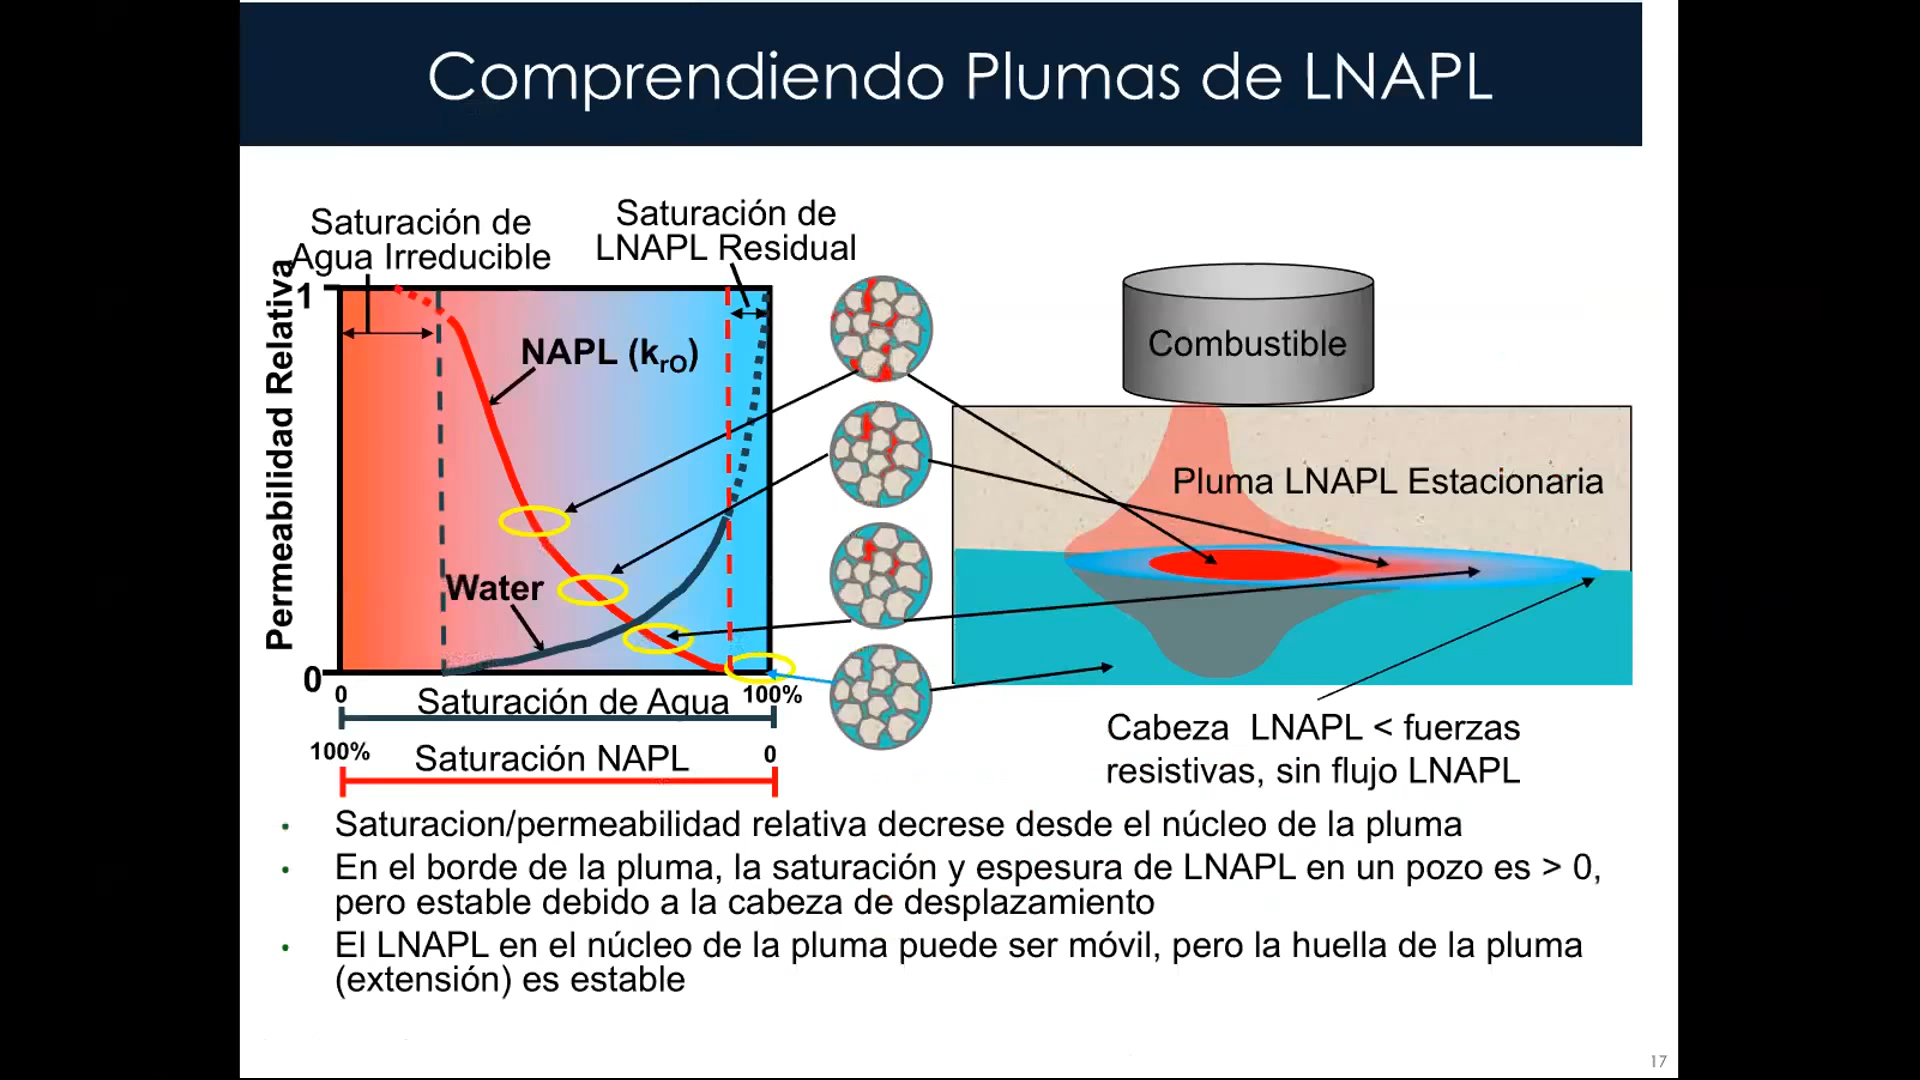 Comprendiendo Plumas de LNAPL
Saturación de
Agua Irreducible
Saturación de
LNAPL Residual
Permeabilidad Relativa
1
NAPL (krO)
Water
0
0
Saturación de Agua
100%
100%
Saturación NAPL
0
Combustible
Pluma LNAPL Estacionaria
Cabeza LNAPL < fuerzas
resistivas, sin flujo LNAPL
• Saturacion/permeabilidad relativa decrese desde el núcleo de la pluma
• En el borde de la pluma, la saturación y espesura de LNAPL en un pozo es > 0,
pero estable debido a la cabeza de desplazamiento
• El LNAPL en el núcleo de la pluma puede ser móvil, pero la huella de la pluma
(extensión) es estable
17